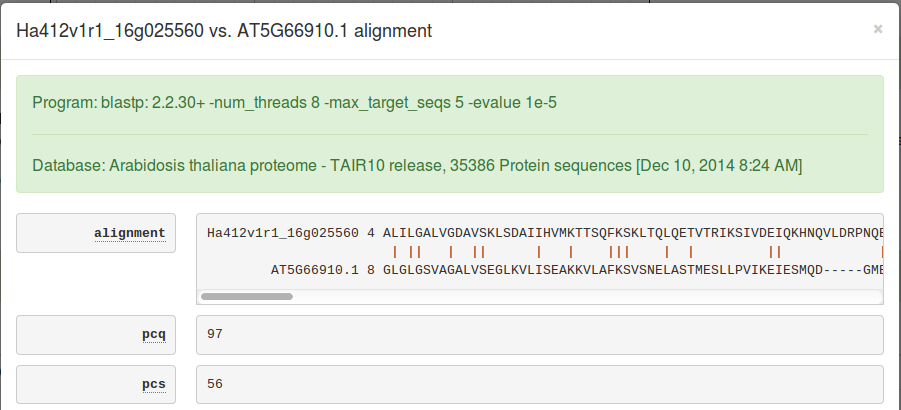 Ha412v1r1_16g025560 vs. AT5G66910.1 alignment ×
Program: blastp: 2.2.30+ -num_threads 8 -max_target_seqs 5 -evalue 1e-5
Database: Arabidosis thaliana proteome - TAIR10 release, 35386 Protein sequences [Dec 10, 2014 8:24 AM]
alignment
Ha412v1r1_16g025560 4 ALILGALVGDAVSKLSDAIIHVMKTTSQFKSKLTQLQETVTRIKSIVDEIQKHNQVLDRPNQE
| || | || | | ||| | | || |
AT5G66910.1 8 GLGLGSVAGALVSEGLKVLISEAKKVLAFKSVSNELASTMESLLPVIKEIESMQD-----GME
pcq 97
pcs 56